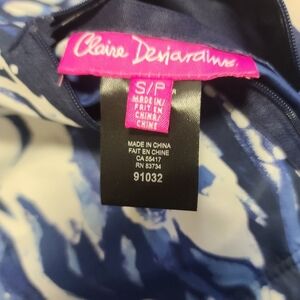 Claire Desjardins.
S/P
MADE IN
FAIT EN
CHINA/
CHINE
MADE IN CHINA
FAIT EN CHINE
CA 55417
RN 83734
91032